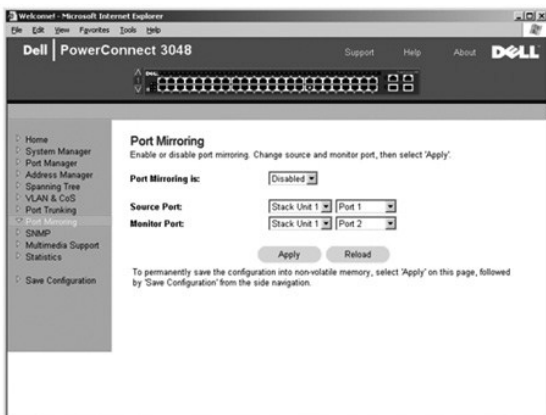 Welcome! - Microsoft Internet Explorer
File Edit View Favorites Tools Help
Dell | PowerConnect 3048
Support Help About DELL
Home
System Manager
Port Manager
Address Manager
Spanning Tree
VLAN & CoS
Port Trunking
Port Mirroring
SNMP
Multimedia Support
Statistics
Save Configuration
Port Mirroring
Enable or disable port mirroring. Change source and monitor port, then select 'Apply'.
Port Mirroring is: Disabled
Source Port: Stack Unit 1 Port 1
Monitor Port: Stack Unit 1 Port 2
Apply Reload
To permanently save the configuration into non-volatile memory, select 'Apply' on this page, followed
by 'Save Configuration' from the side navigation.